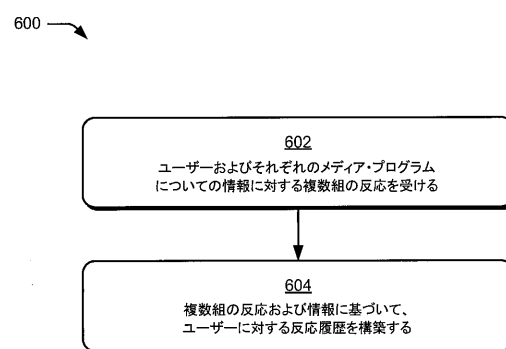 600
602
ユーザーおよびそれぞれのメディア・プログラム
についての情報に対する複数組の反応を受ける
604
複数組の反応および情報に基づいて、
ユーザーに対する反応履歴を構築する